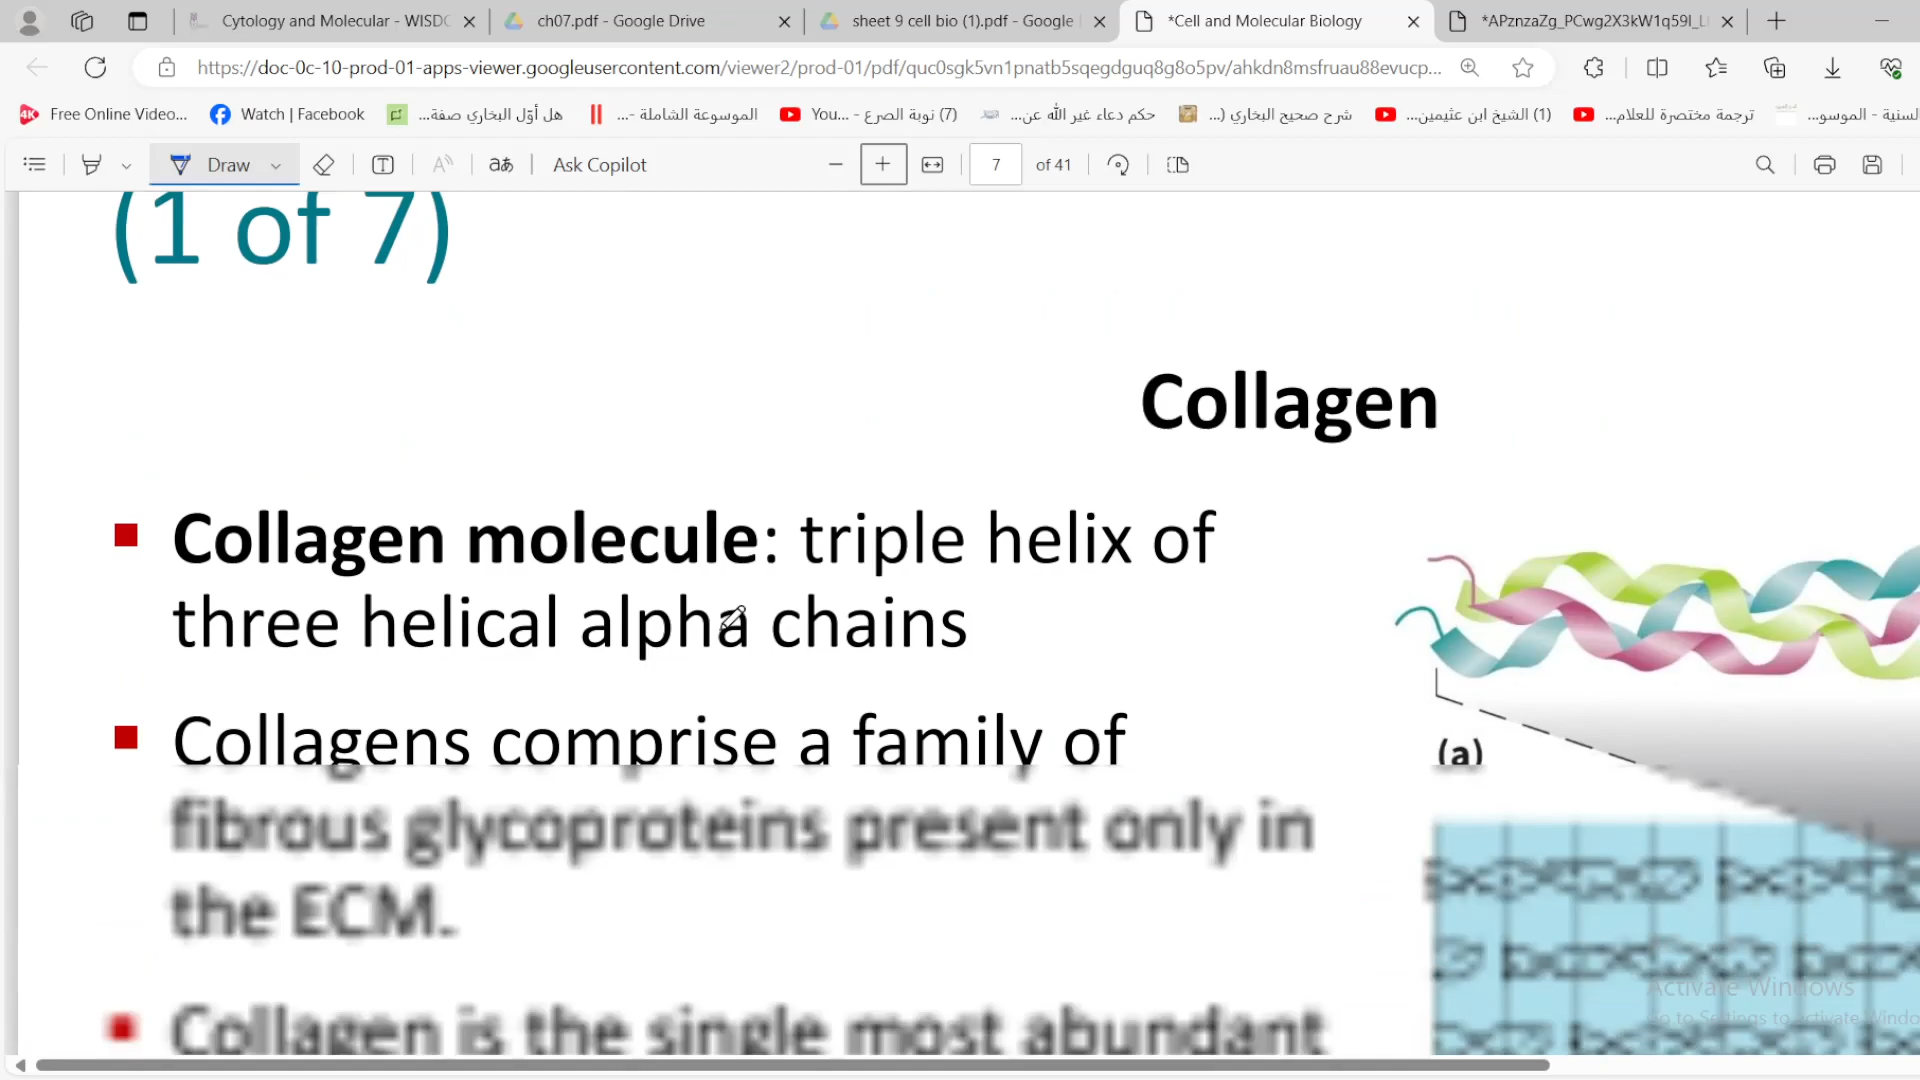 Cytology and Molecular - WISDO
ch07.pdf - Google Drive
sheet 9 cell bio (1).pdf - Google
*Cell and Molecular Biology
*APznzaZg_PCwg2X3kW1q59I_L
https://doc-0c-10-prod-01-apps-viewer.googleusercontent.com/viewer2/prod-01/pdf/quc0sgk5vn1pnatb5sqegdguq8g8o5pv/ahkdn8msfruau88evucp...
4K
Free Online Video...
Watch | Facebook
هل أوّل البخاري صفة...
الموسوعة الشاملة -...
(7) نوبة الصرع - You...
حكم دعاء غير الله عن...
شرح صحيح البخاري (...
(1) الشيخ ابن عثيمين...
ترجمة مختصرة للعلام...
السنية - الموسو...
Draw
Ask Copilot
7
of 41
(1 of 7)
Collagen
Collagen molecule: triple helix of
three helical alpha chains
Collagens comprise a family of
fibrous glycoproteins present only in
the ECM.
Collagen is the single most abundant
(a)
Activate Windows
Go to Settings to activate Windo